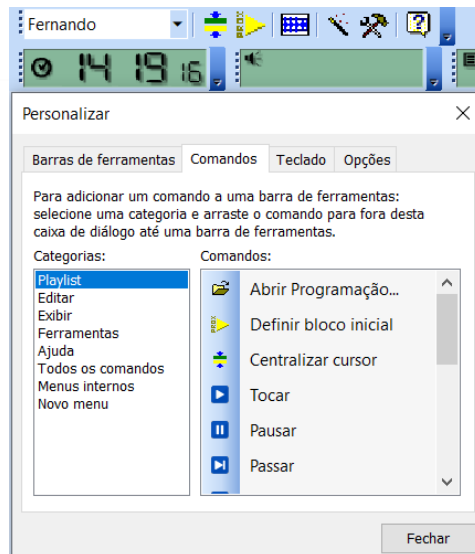 Fernando
PROX
14 19 16
Personalizar
Barras de ferramentas Comandos Teclado Opções
Para adicionar um comando a uma barra de ferramentas:
selecione uma categoria e arraste o comando para fora desta
caixa de diálogo até uma barra de ferramentas.
Categorias: Comandos:
Playlist
Editar
Exibir
Ferramentas
Ajuda
Todos os comandos
Menus internos
Novo menu
Abrir Programação...
PROX
Definir bloco inicial
Centralizar cursor
Tocar
Pausar
Passar
Fechar